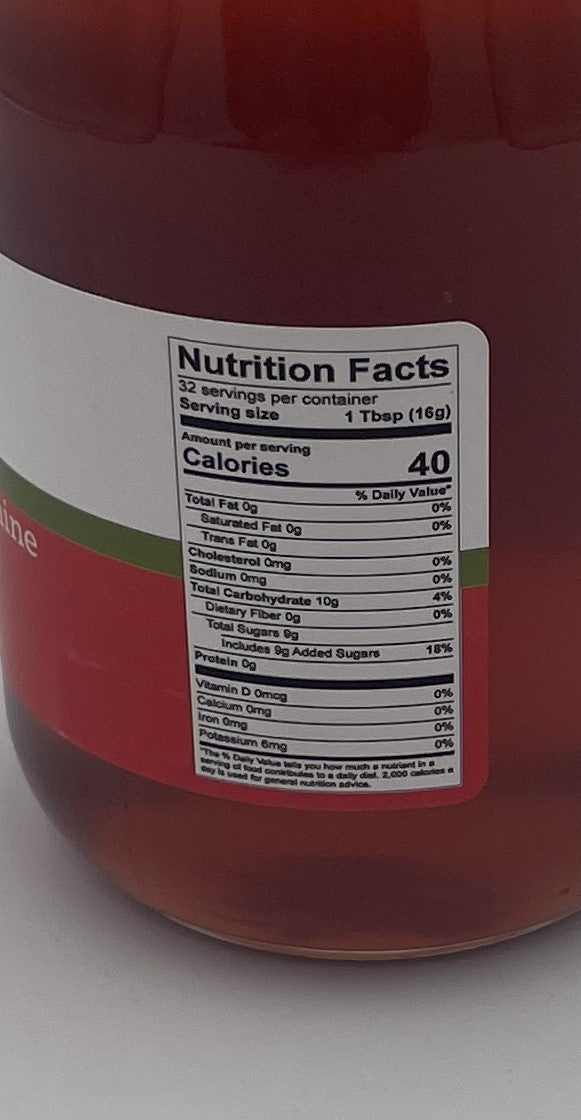 Nutrition Facts
32 servings per container
Serving size 1 Tbsp (16g)
Amount per serving
Calories 40
% Daily Value*
Total Fat 0g 0%
Saturated Fat 0g 0%
Trans Fat 0g
Cholesterol 0mg 0%
Sodium 0mg 0%
Total Carbohydrate 10g 4%
Dietary Fiber 0g 0%
Total Sugars 9g
Includes 9g Added Sugars 18%
Protein 0g
Vitamin D 0mcg 0%
Calcium 0mg 0%
Iron 0mg 0%
Potassium 6mg 0%
*The % Daily Value tells you how much a nutrient in a
serving of food contributes to a daily diet. 2,000 calories a
day is used for general nutrition advice.